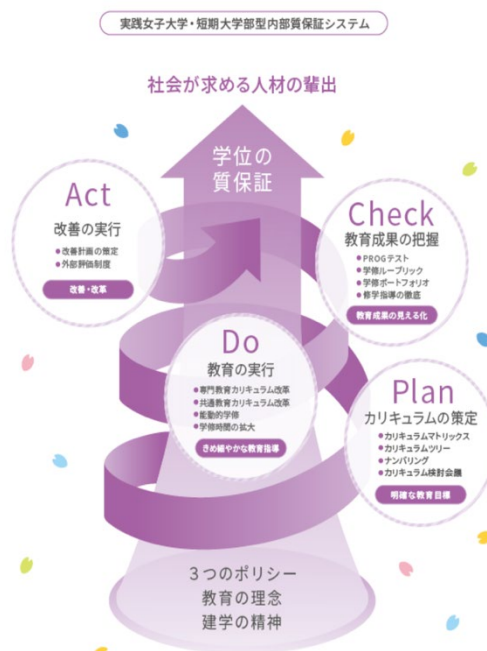 実践女子大学・短期大学部型内部質保証システム
社会が求める人材の輩出
学位の
質保証
Act
改善の実行
●改善計画の策定
●外部評価制度
改善・改革
Check
教育成果の把握
●PROGテスト
●学修ルーブリック
●学修ポートフォリオ
●修学指導の徹底
教育成果の見える化
Do
教育の実行
●専門教育カリキュラム改革
●共通教育カリキュラム改革
●能動的学修
●学修時間の拡大
きめ細やかな教育指導
Plan
カリキュラムの策定
●カリキュラムマトリックス
●カリキュラムツリー
●ナンバリング
●カリキュラム検討会議
明確な教育目標
3つのポリシー
教育の理念
建学の精神